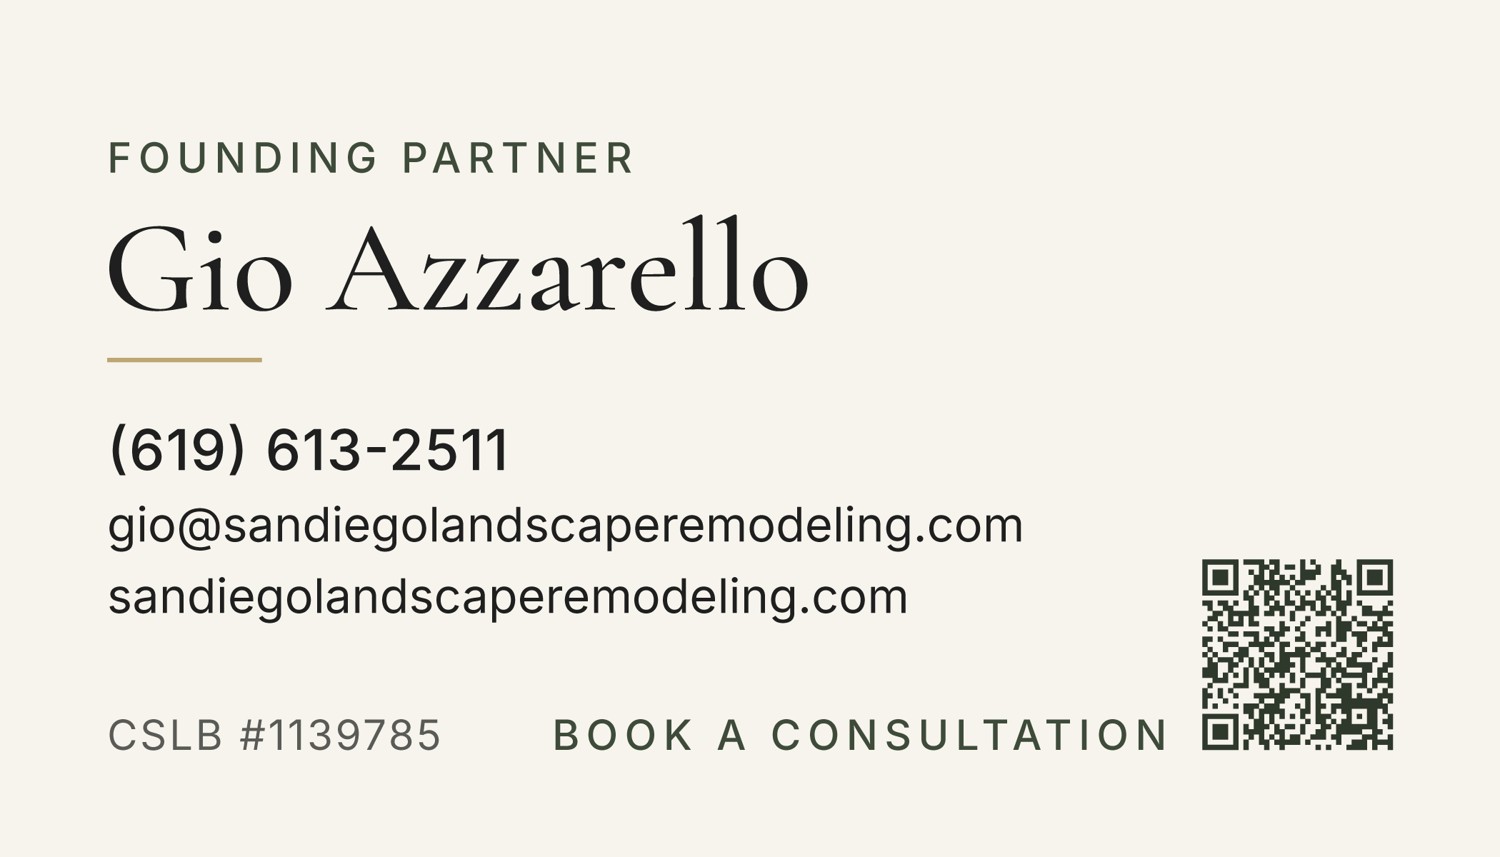 FOUNDING PARTNER
Gio Azzarello
(619) 613-2511
gio@sandiegolandscaperemodeling.com
sandiegolandscaperemodeling.com
CSLB #1139785
BOOK A CONSULTATION